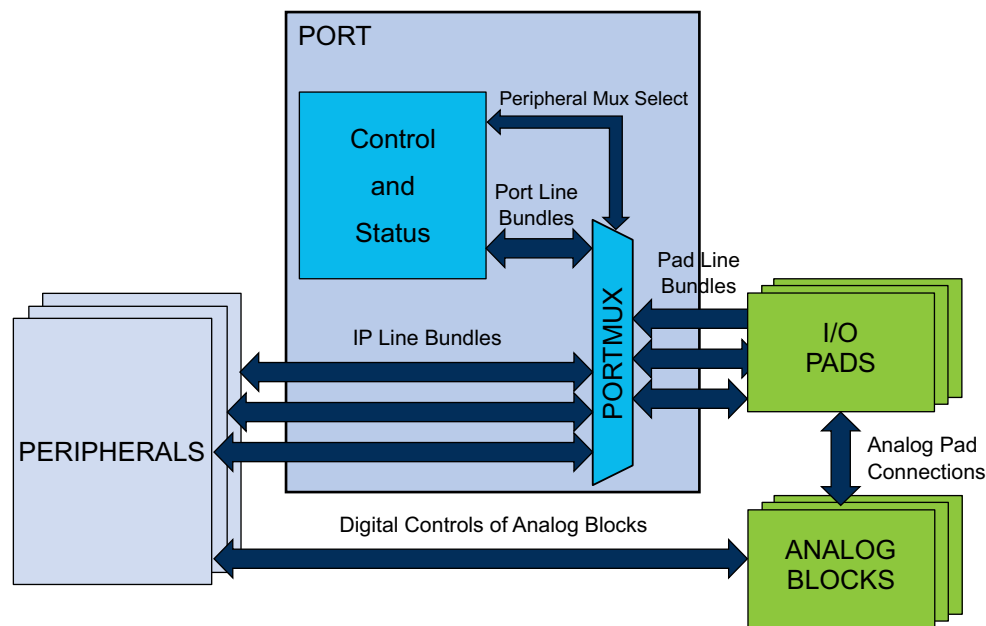 PORT
Peripheral Mux Select
Control
and
Status
Port Line
Bundles
Pad Line
Bundles
PORTMUX
I/O
PADS
IP Line Bundles
PERIPHERALS
Analog Pad
Connections
Digital Controls of Analog Blocks
ANALOG
BLOCKS